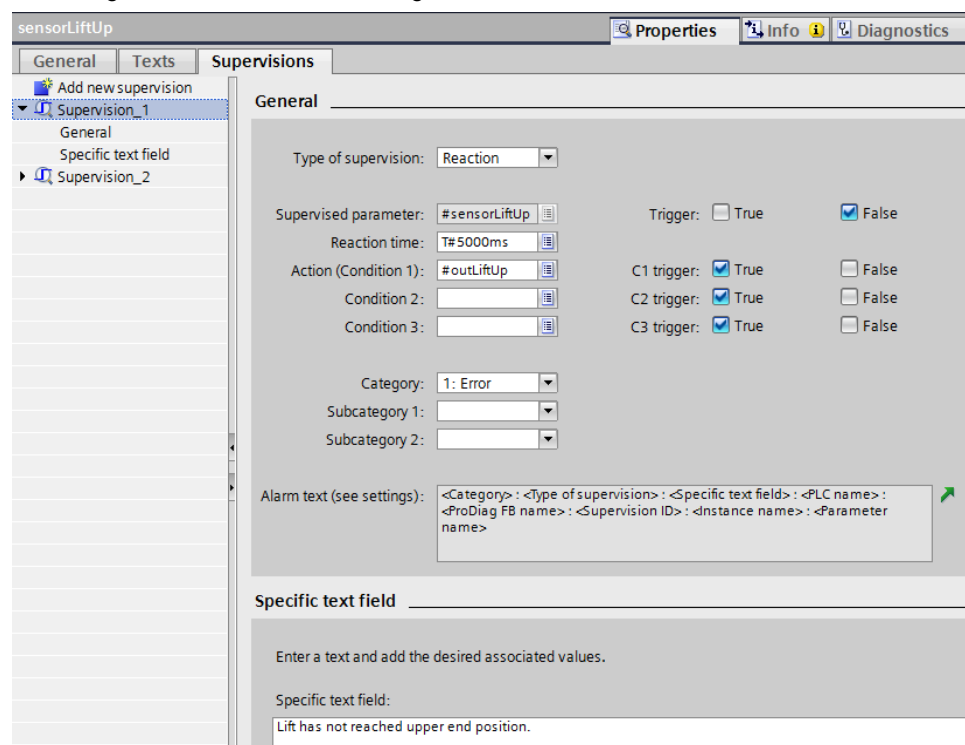 sensorLiftUp
Properties Info Diagnostics
General Texts Supervisions
Add new supervision
Supervision_1
General
Specific text field
Supervision_2
General
Type of supervision: Reaction
Supervised parameter: #sensorLiftUp Trigger: True False
Reaction time: T#5000ms
Action (Condition 1): #outLiftUp C1 trigger: True False
Condition 2: C2 trigger: True False
Condition 3: C3 trigger: True False
Category: 1: Error
Subcategory 1:
Subcategory 2:
Alarm text (see settings): <Category> : <Type of supervision> : <Specific text field> : <PLC name> :
<ProDiag FB name> : <Supervision ID> : <Instance name> : <Parameter
name>
Specific text field
Enter a text and add the desired associated values.
Specific text field:
Lift has not reached upper end position.